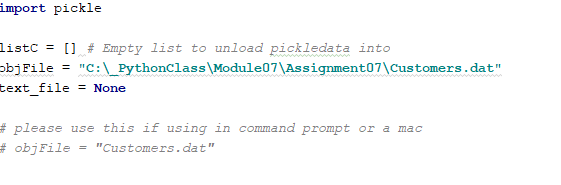 import pickle
listC = [] # Empty list to unload pickledata into
objFile = "C:\_PythonClass\Module07\Assignment07\Customers.dat"
text_file = None
# please use this if using in command prompt or a mac
# objFile = "Customers.dat"